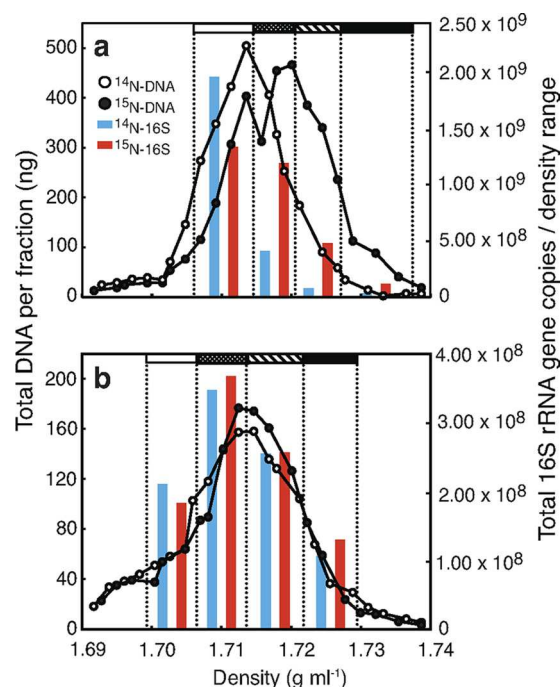 a
14N-DNA
15N-DNA
14N-16S
15N-16S
500
400
300
200
100
0
2.50 x 10⁹
2.00 x 10⁹
1.50 x 10⁹
1.00 x 10⁹
5.00 x 10⁸
0
Total DNA per fraction (ng)
Total 16S rRNA gene copies / density range
b
200
160
120
80
40
0
4.00 x 10⁸
3.00 x 10⁸
2.00 x 10⁸
1.00 x 10⁸
0
1.69
1.70
1.71
1.72
1.73
1.74
Density (g ml-1)